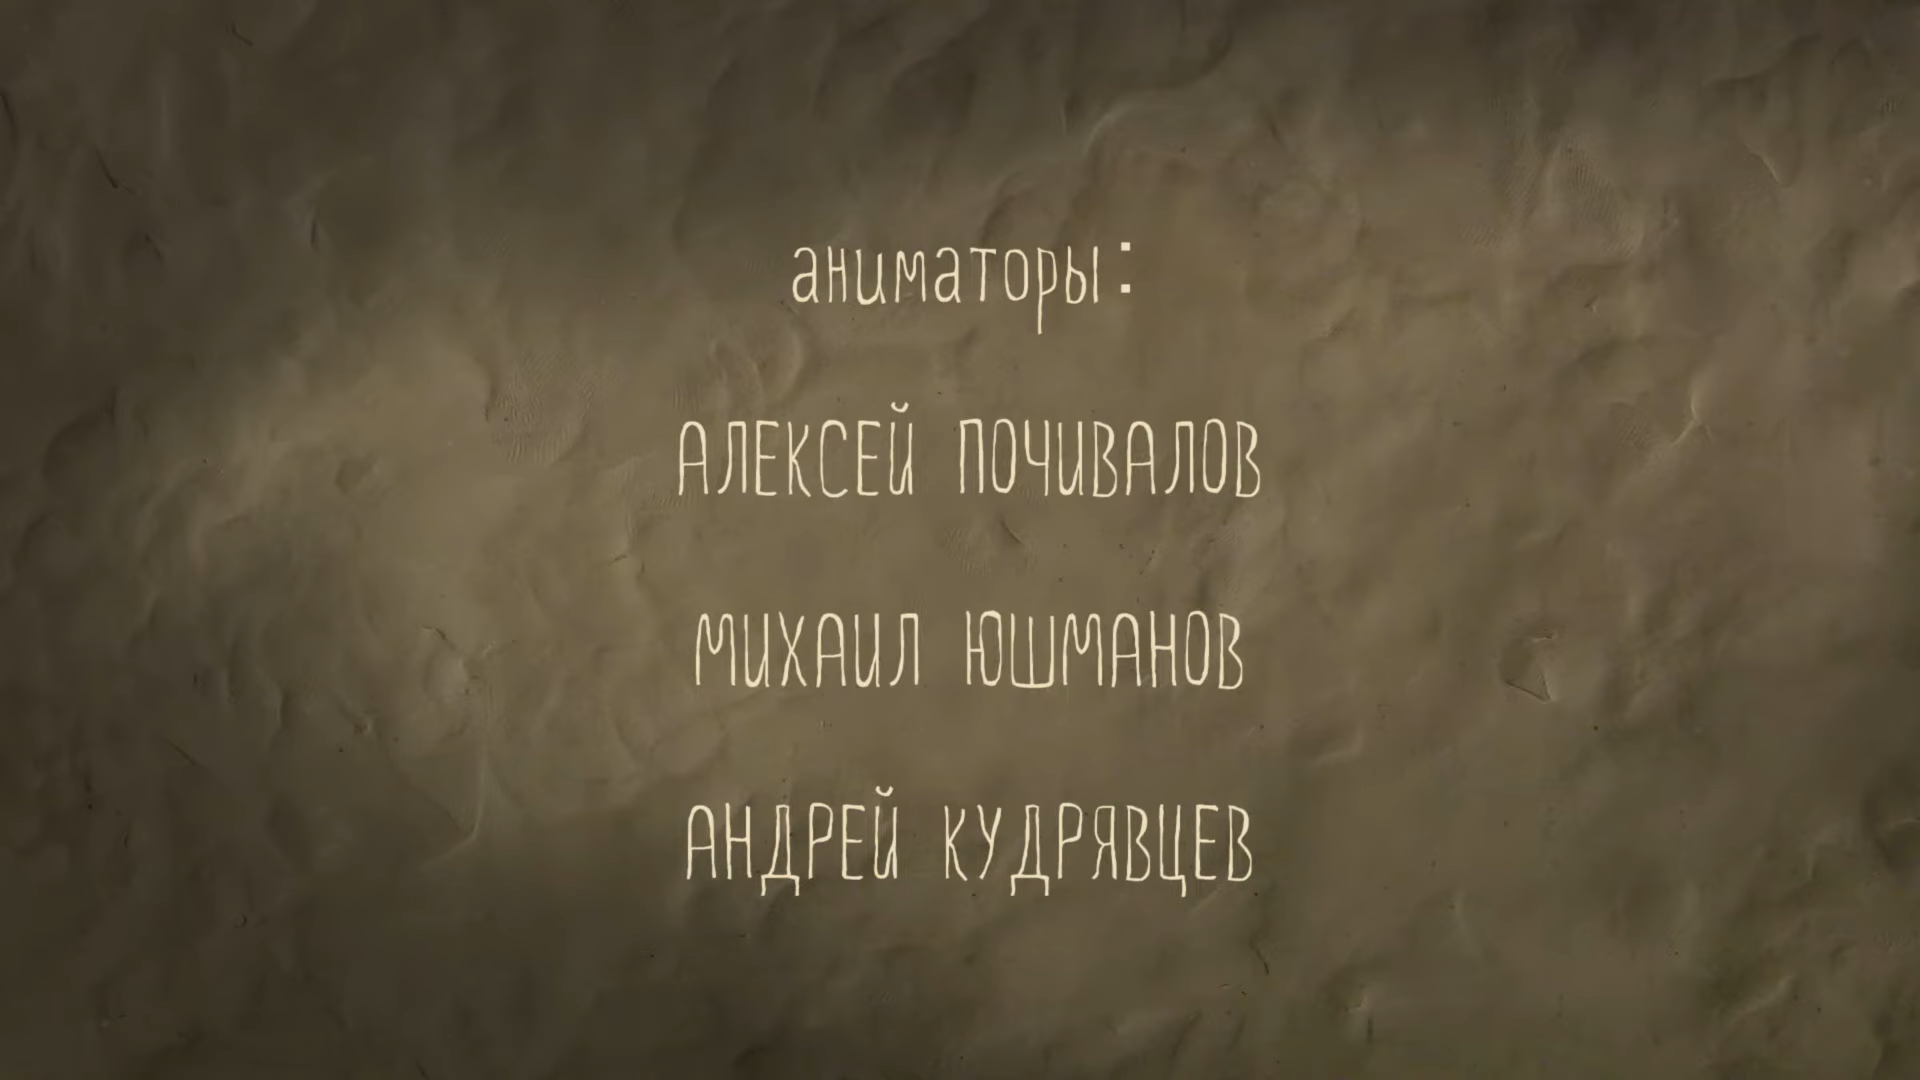 аниматоры:
АЛЕКСЕЙ ПОЧИВАЛОВ
МИХАИЛ ЮШМАНОВ
АНДРЕЙ КУДРЯВЦЕВ